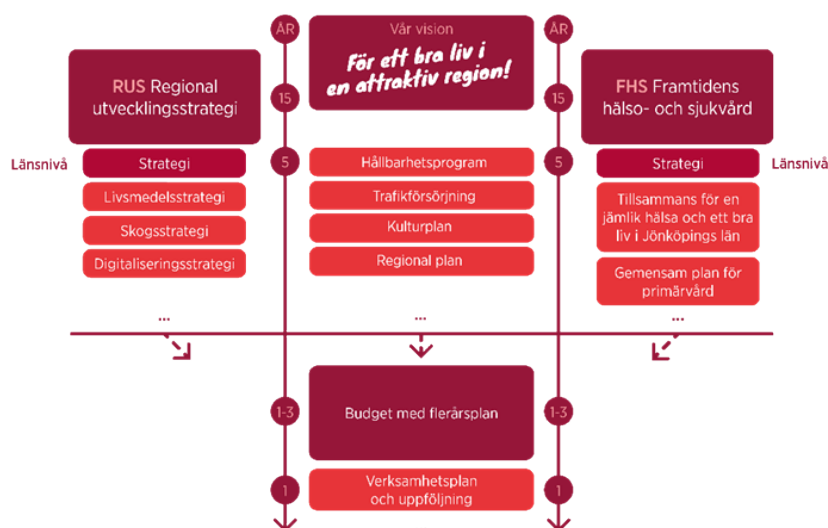 ÅR
Vår vision
För ett bra liv i
en attraktiv region!
ÅR
RUS Regional
utvecklingsstrategi
15
15
FHS Framtidens
hälso- och sjukvård
Länsnivå
Strategi
Livsmedelsstrategi
Skogsstrategi
Digitaliseringsstrategi
...
5
Hållbarhetsprogram
Trafikförsörjning
Kulturplan
Regional plan
...
5
Strategi
Länsnivå
Tillsammans för en
jämlik hälsa och ett bra
liv i Jönköpings län
Gemensam plan för
primärvård
...
1-3
Budget med flerårsplan
1-3
1
Verksamhetsplan
och uppföljning
1